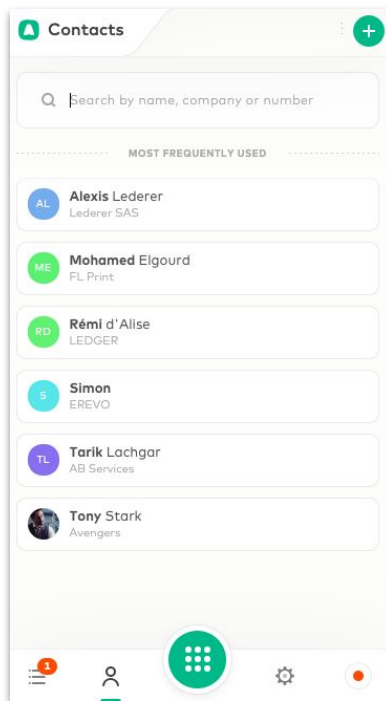 Contacts
Search by name, company or number
MOST FREQUENTLY USED
AL
Alexis Lederer
Lederer SAS
ME
Mohamed Elgourd
FL Print
RD
Rémi d'Alise
LEDGER
S
Simon
EREVO
TL
Tarik Lachgar
AB Services
Tony Stark
Avengers
1